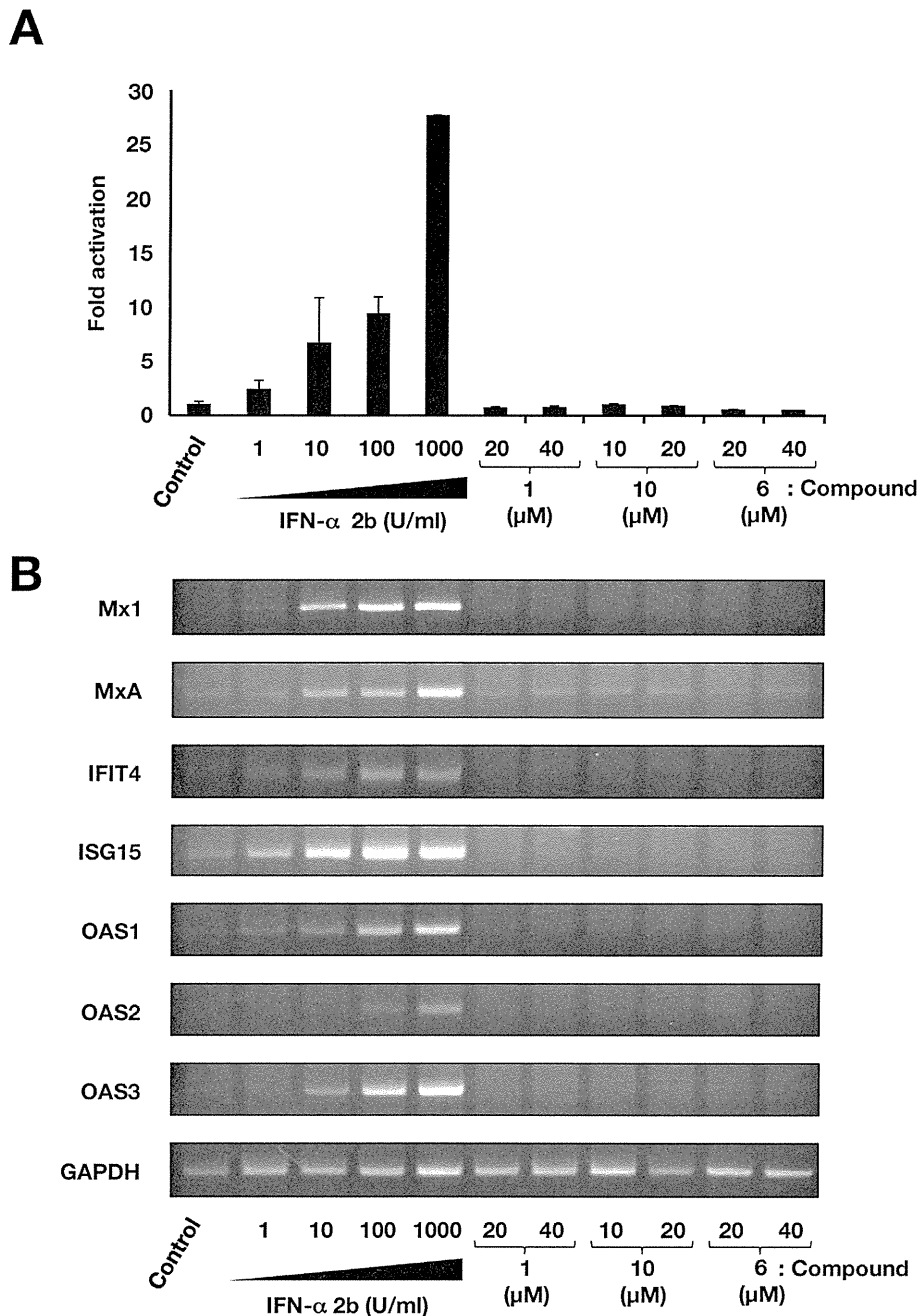 A
30
25
20
15
10
5
0
Fold activation
Control 1 10 100 1000 20 40 10 20 20 40
1 10 6 : Compound
IFN-α 2b (U/ml) (µM) (µM) (µM)
B
Mx1
MxA
IFIT4
ISG15
OAS1
OAS2
OAS3
GAPDH
Control 1 10 100 1000 20 40 10 20 20 40
1 10 6 : Compound
IFN-α 2b (U/ml) (µM) (µM) (µM)